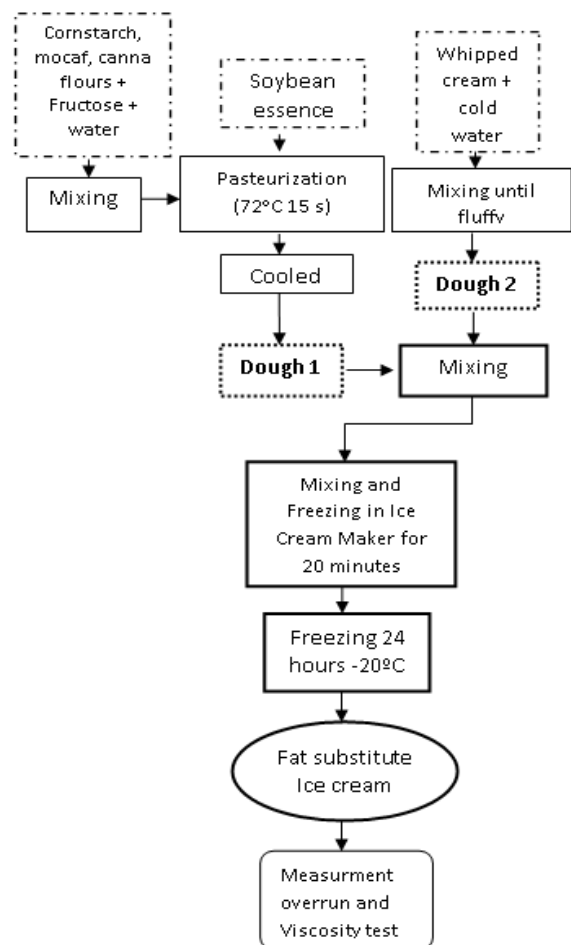 Cornstarch,
mocaf, canna
flours +
Fructose +
water
Soybean
essence
Whipped
cream +
cold
water
Mixing
Pasteurization
(72°C 15 s)
Mixing until
fluffy
Cooled
Dough 2
Dough 1
Mixing
Mixing and
Freezing in Ice
Cream Maker for
20 minutes
Freezing 24
hours -20ºC
Fat substitute
Ice cream
Measurment
overrun and
Viscosity test